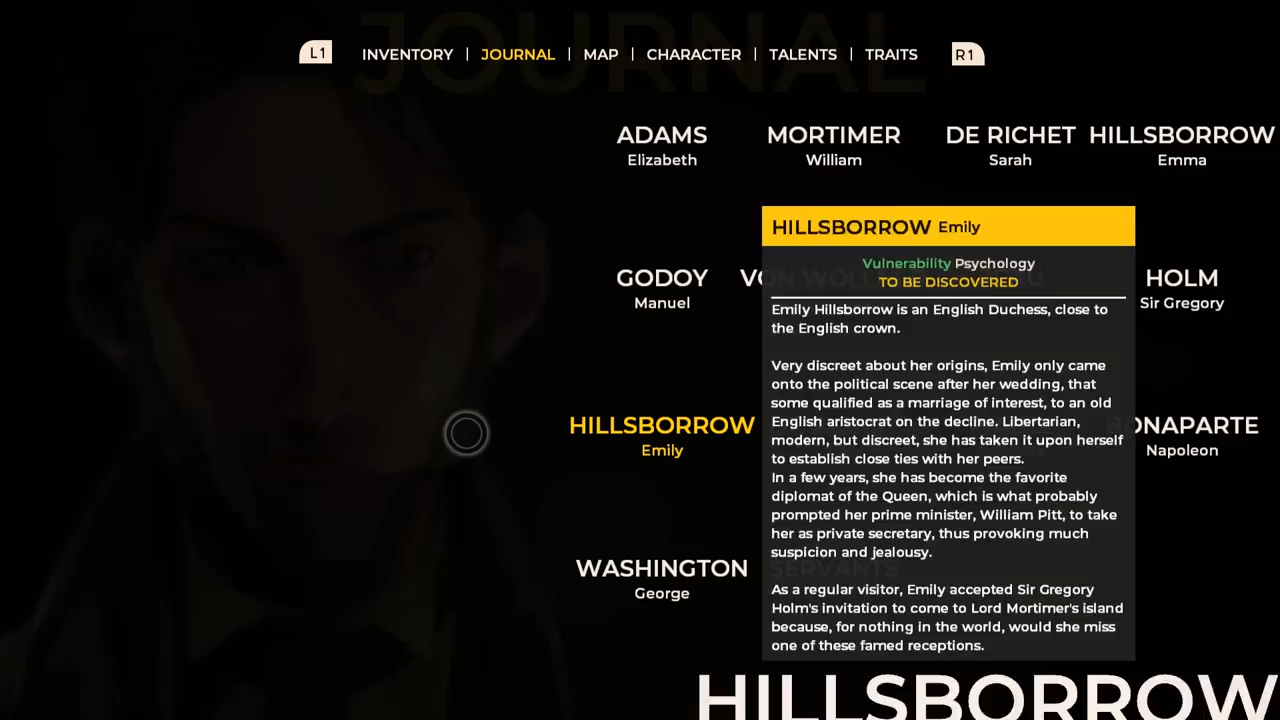 JOURNAL
L1 INVENTORY | JOURNAL | MAP | CHARACTER | TALENTS | TRAITS R1
ADAMS MORTIMER DE RICHET HILLSBORROW
Elizabeth William Sarah Emma
HILLSBORROW Emily
Vulnerability Psychology
TO BE DISCOVERED
Emily Hillsborrow is an English Duchess, close to
the English crown.
Very discreet about her origins, Emily only came
onto the political scene after her wedding, that
some qualified as a marriage of interest, to an old
English aristocrat on the decline. Libertarian,
modern, but discreet, she has taken it upon herself
to establish close ties with her peers.
In a few years, she has become the favorite
diplomat of the Queen, which is what probably
prompted her prime minister, William Pitt, to take
her as private secretary, thus provoking much
suspicion and jealousy.
As a regular visitor, Emily accepted Sir Gregory
Holm's invitation to come to Lord Mortimer's island
because, for nothing in the world, would she miss
one of these famed receptions.
GODOY VON WÖLL HOLM
Manuel Sir Gregory
HILLSBORROW BONAPARTE
Emily Napoleon
WASHINGTON SERVANTS
George
HILLSBORROW